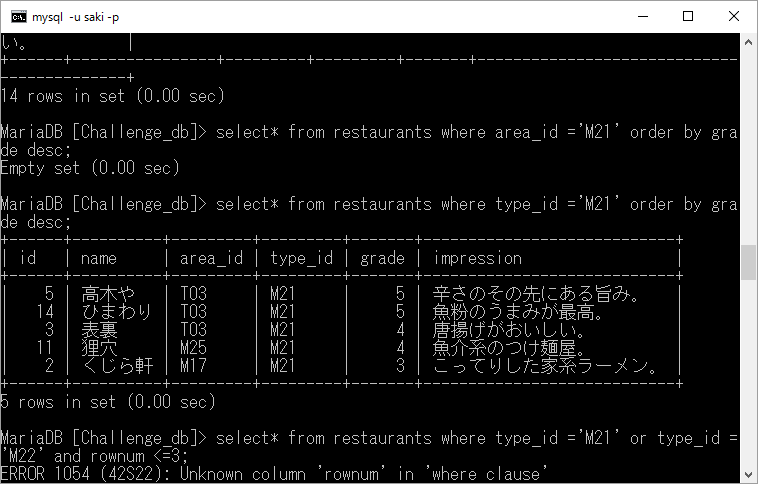 mysql -u saki -p
い。 |
+------+----------------+---------+---------+-------+-----------------------------
--------------+
14 rows in set (0.00 sec)
MariaDB [Challenge_db]> select* from restaurants where area_id ='M21' order by gra
de desc;
Empty set (0.00 sec)
MariaDB [Challenge_db]> select* from restaurants where type_id ='M21' order by gra
de desc;
+------+----------+---------+---------+-------+----------------------------+
| id | name | area_id | type_id | grade | impression |
+------+----------+---------+---------+-------+----------------------------+
| 5 | 高木や | T03 | M21 | 5 | 辛さのその先にある旨み。 |
| 14 | ひまわり | T03 | M21 | 5 | 魚粉のうまみが最高。 |
| 3 | 表裏 | T03 | M21 | 4 | 唐揚げがおいしい。 |
| 11 | 狸穴 | M25 | M21 | 4 | 魚介系のつけ麺屋。 |
| 2 | くじら軒 | M17 | M21 | 3 | こってりした家系ラーメン。 |
+------+----------+---------+---------+-------+----------------------------+
5 rows in set (0.00 sec)
MariaDB [Challenge_db]> select* from restaurants where type_id ='M21' or type_id =
'M22' and rownum <=3;
ERROR 1054 (42S22): Unknown column 'rownum' in 'where clause'